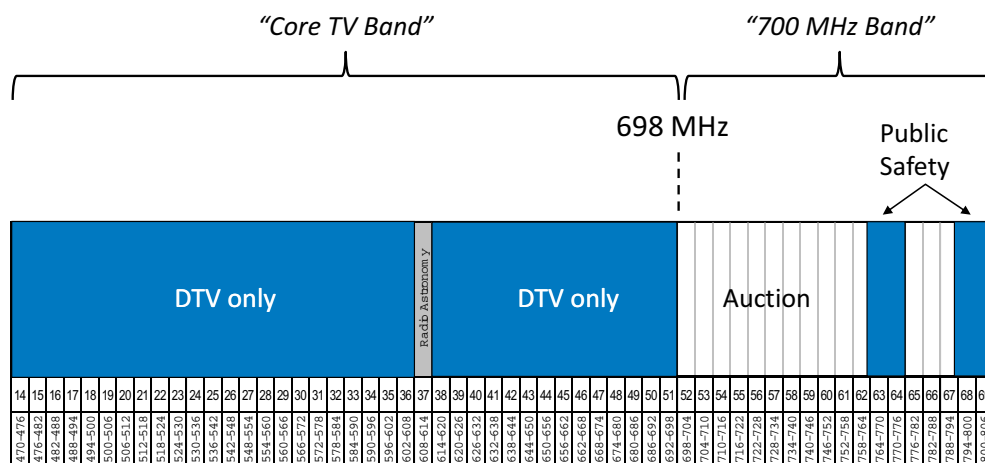 “Core TV Band”
“700 MHz Band”
698 MHz
Public
Safety
DTV only
Radio Astronomy
DTV only
Auction
14 15 16 17 18 19 20 21 22 23 24 25 26 27 28 29 30 31 32 33 34 35 36 37 38 39 40 41 42 43 44 45 46 47 48 49 50 51 52 53 54 55 56 57 58 59 60 61 62 63 64 65 66 67 68
470-476 476-482 482-488 488-494 494-500 500-506 506-512 512-518 518-524 524-530 530-536 536-542 542-548 548-554 554-560 560-566 566-572 572-578 578-584 584-590 590-596 596-602 602-608 608-614 614-620 620-626 626-632 632-638 638-644 644-650 650-656 656-662 662-668 668-674 674-680 680-686 686-692 692-698 698-704 704-710 710-716 716-722 722-728 728-734 734-740 740-746 746-752 752-758 758-764 764-770 770-776 776-782 782-788 788-794 794-800 800-806